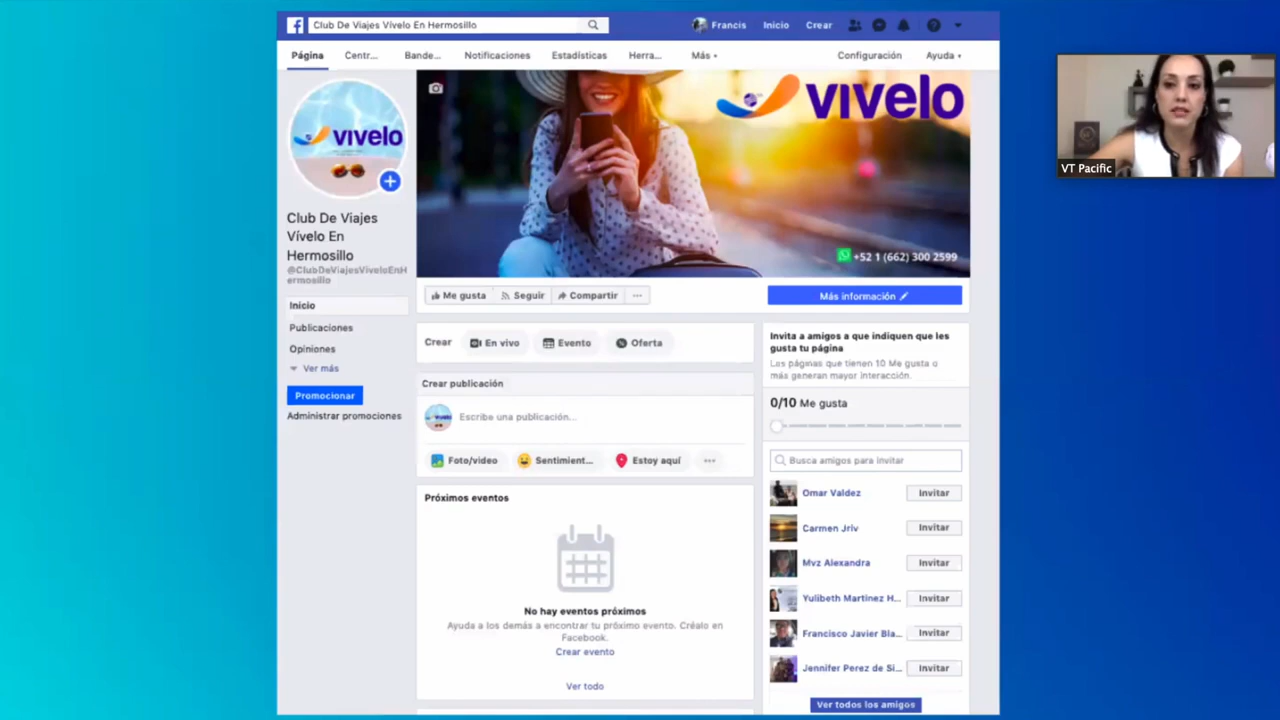 Club De Viajes Vívelo En Hermosillo
Francis
Inicio
Crear
Página
Centr...
Bande...
Notificaciones
Estadísticas
Herra...
Más
Configuración
Ayuda
vivelo
vivelo
+52 1 (662) 300 2599
Club De Viajes
Vívelo En
Hermosillo
@ClubDeViajesViveloEnH
ermosillo
Inicio
Publicaciones
Opiniones
Ver más
Promocionar
Administrar promociones
Me gusta
Seguir
Compartir
...
Más información
Crear
En vivo
Evento
Oferta
Crear publicación
Escribe una publicación...
Foto/video
Sentimient...
Estoy aquí
...
Próximos eventos
No hay eventos próximos
Ayuda a los demás a encontrar tu próximo evento. Créalo en
Facebook.
Crear evento
Ver todo
Invita a amigos a que indiquen que les
gusta tu página
Las páginas que tienen 10 Me gusta o
más generan mayor interacción.
0/10 Me gusta
Busca amigos para invitar
Omar Valdez
Invitar
Carmen Jriv
Invitar
Mvz Alexandra
Invitar
Yulibeth Martinez H...
Invitar
Francisco Javier Bla...
Invitar
Jennifer Perez de Si...
Invitar
Ver todos los amigos
VT Pacific